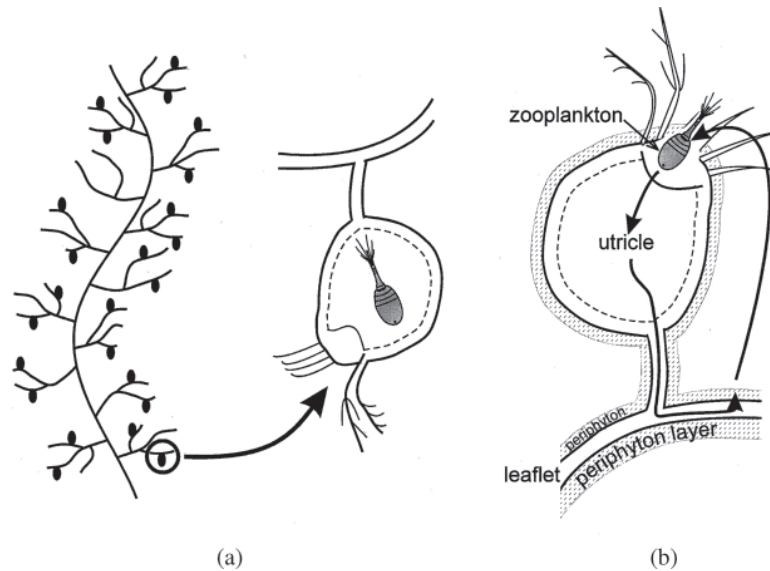 zooplankton
utricle
periphyton
periphyton layer
leaflet
(a)
(b)